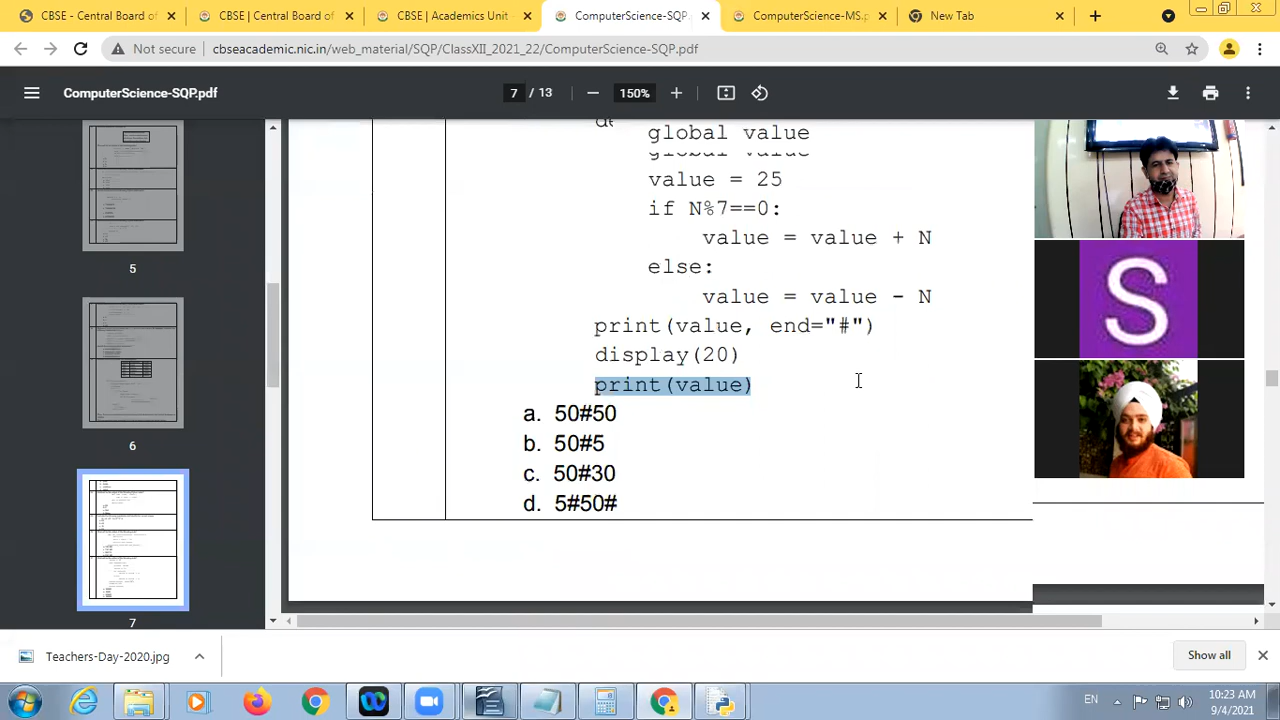 CBSE - Central Board of
CBSE | Central Board of
CBSE | Academics Unit -
ComputerScience-SQP.
ComputerScience-MS.p
New Tab
Not secure
cbseacademic.nic.in/web_material/SQP/ClassXII_2021_22/ComputerScience-SQP.pdf
ComputerScience-SQP.pdf
7 / 13
150%
5
6
7
global value
global value
value = 25
if N%7==0:
value = value + N
else:
value = value - N
print(value, end="#")
display(20)
print(value)
a. 50#50
b. 50#5
c. 50#30
d. 5#50#
S
Teachers-Day-2020.jpg
Show all
EN
10:23 AM
9/4/2021